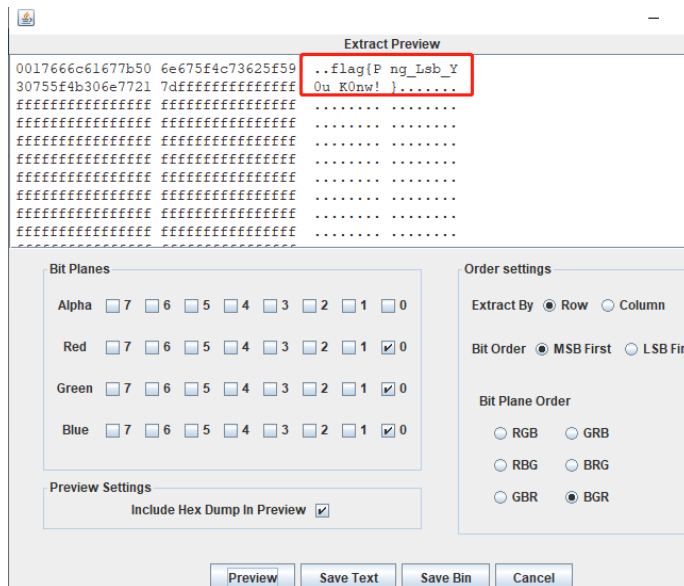 Extract Preview
0017666c61677b50 6e675f4c73625f59 ..flag{P ng_Lsb_Y
30755f4b306e7721 7dffffffffffffff 0u_K0nw! }.......
ffffffffffffffff ffffffffffffffff ........ ........
ffffffffffffffff ffffffffffffffff ........ ........
ffffffffffffffff ffffffffffffffff ........ ........
ffffffffffffffff ffffffffffffffff ........ ........
ffffffffffffffff ffffffffffffffff ........ ........
ffffffffffffffff ffffffffffffffff ........ ........
ffffffffffffffff ffffffffffffffff ........ ........
ffffffffffffffff ffffffffffffffff ........ ........
Bit Planes
Alpha 7 6 5 4 3 2 1 0
Red 7 6 5 4 3 2 1 0
Green 7 6 5 4 3 2 1 0
Blue 7 6 5 4 3 2 1 0
Preview Settings
Include Hex Dump In Preview
Order settings
Extract By Row Column
Bit Order MSB First LSB Fir
Bit Plane Order
RGB GRB
RBG BRG
GBR BGR
Preview Save Text Save Bin Cancel